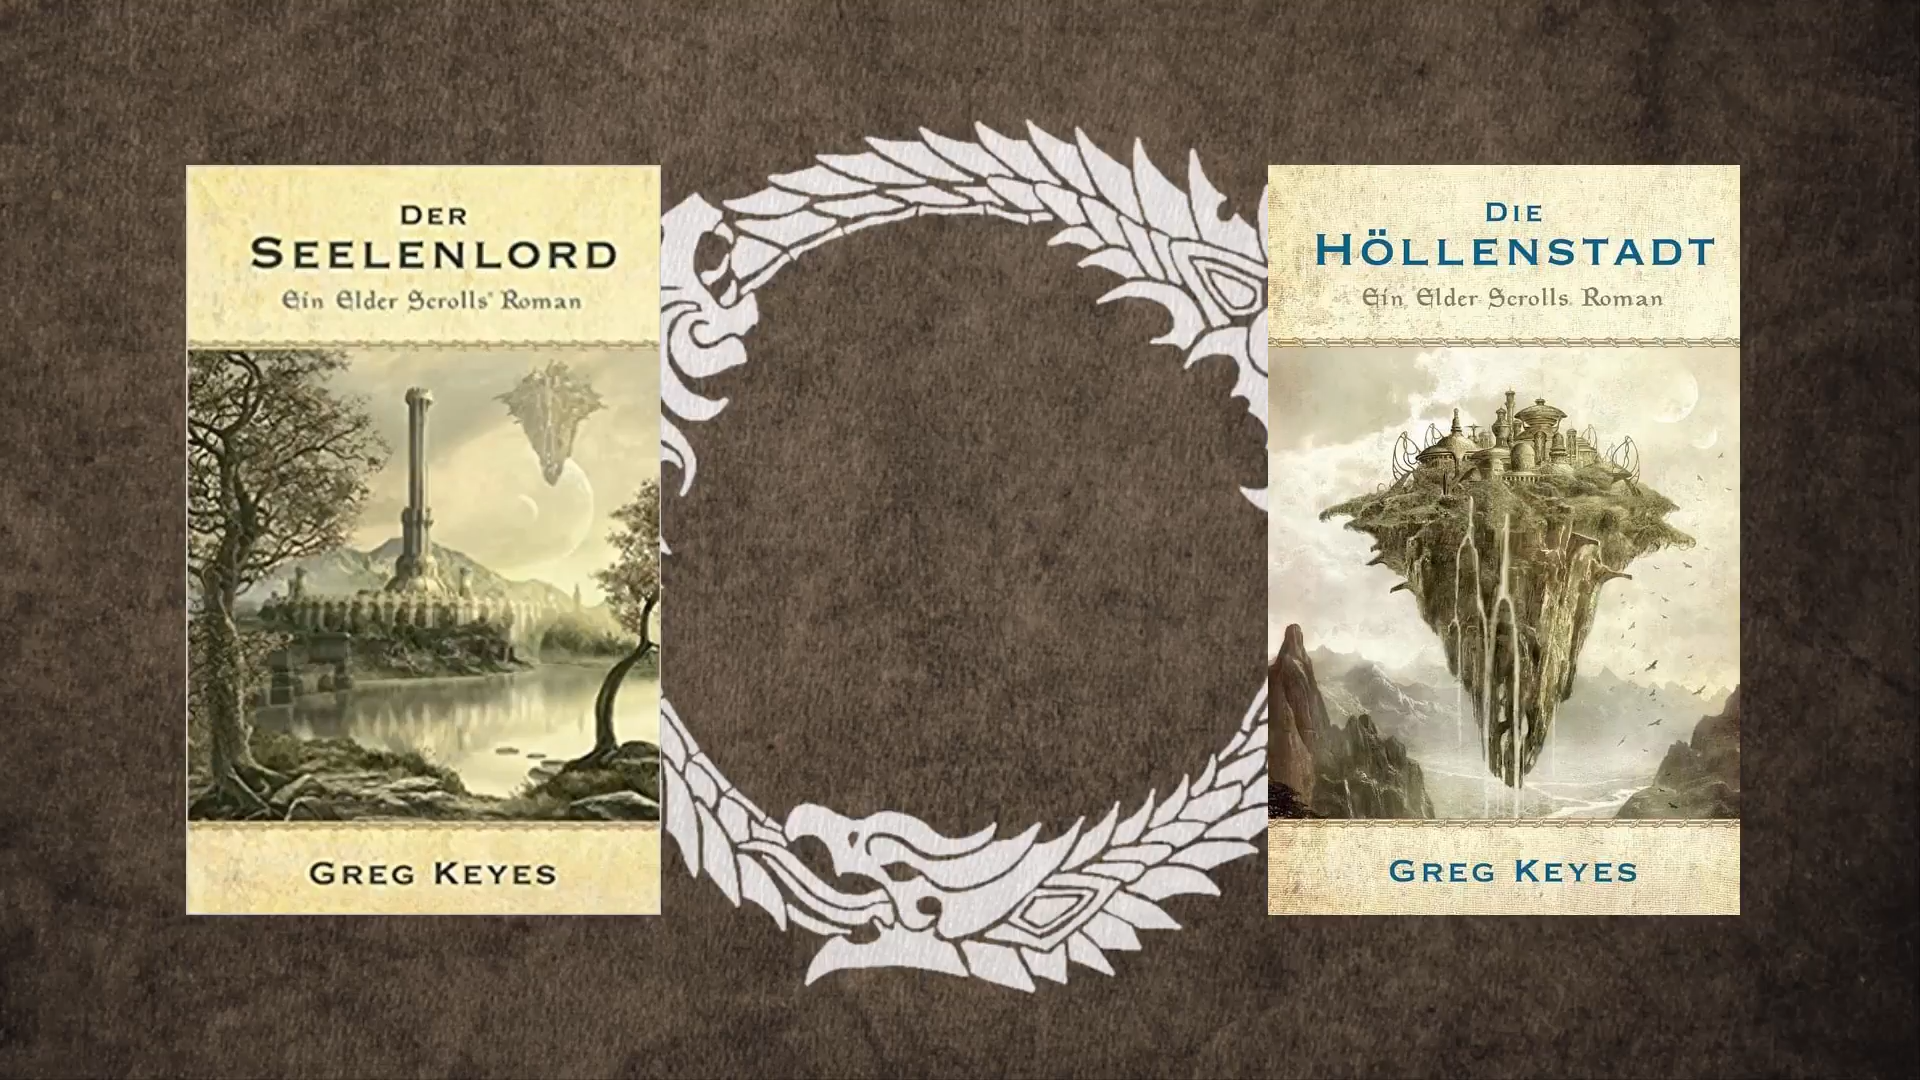 DER
SEELENLORD
Ein Elder Scrolls® Roman
GREG KEYES
DIE
HÖLLENSTADT
Ein Elder Scrolls Roman
GREG KEYES